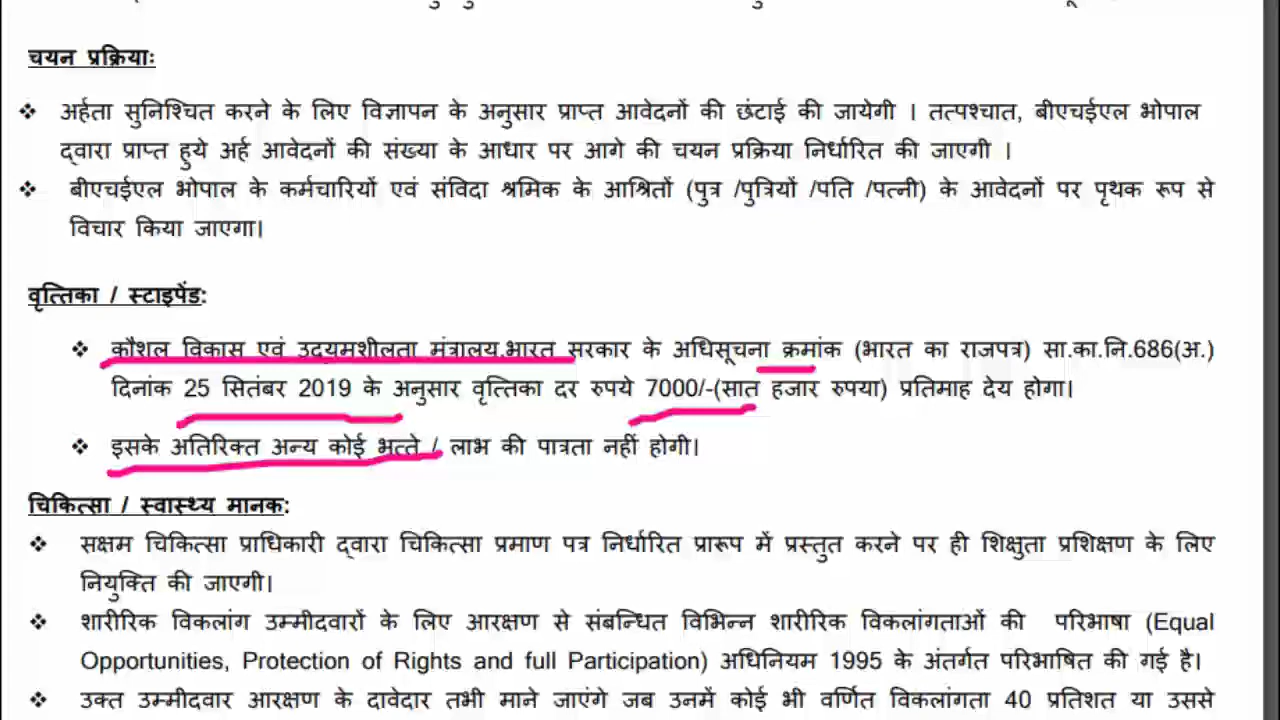 चयन प्रक्रियाः
❖ अर्हता सुनिश्चित करने के लिए विज्ञापन के अनुसार प्राप्त आवेदनों की छंटाई की जायेगी । तत्पश्चात, बीएचईएल भोपाल
द्वारा प्राप्त हुये अर्ह आवेदनों की संख्या के आधार पर आगे की चयन प्रक्रिया निर्धारित की जाएगी ।
❖ बीएचईएल भोपाल के कर्मचारियों एवं संविदा श्रमिक के आश्रितों (पुत्र /पुत्रियों /पति /पत्नी) के आवेदनों पर पृथक रूप से
विचार किया जाएगा।
वृत्तिका / स्टाइपेंड:
❖ कौशल विकास एवं उद्यमशीलता मंत्रालय,भारत सरकार के अधिसूचना क्रमांक (भारत का राजपत्र) सा.का.नि.686(अ.)
दिनांक 25 सितंबर 2019 के अनुसार वृत्तिका दर रुपये 7000/-(सात हजार रुपया) प्रतिमाह देय होगा।
❖ इसके अतिरिक्त अन्य कोई भत्ते / लाभ की पात्रता नहीं होगी।
चिकित्सा / स्वास्थ्य मानक:
❖ सक्षम चिकित्सा प्राधिकारी द्वारा चिकित्सा प्रमाण पत्र निर्धारित प्रारूप में प्रस्तुत करने पर ही शिक्षुता प्रशिक्षण के लिए
नियुक्ति की जाएगी।
❖ शारीरिक विकलांग उम्मीदवारों के लिए आरक्षण से संबन्धित विभिन्न शारीरिक विकलांगताओं की परिभाषा (Equal
Opportunities, Protection of Rights and full Participation) अधिनियम 1995 के अंतर्गत परिभाषित की गई है।
❖ उक्त उम्मीदवार आरक्षण के दावेदार तभी माने जाएंगे जब उनमें कोई भी वर्णित विकलांगता 40 प्रतिशत या उससे